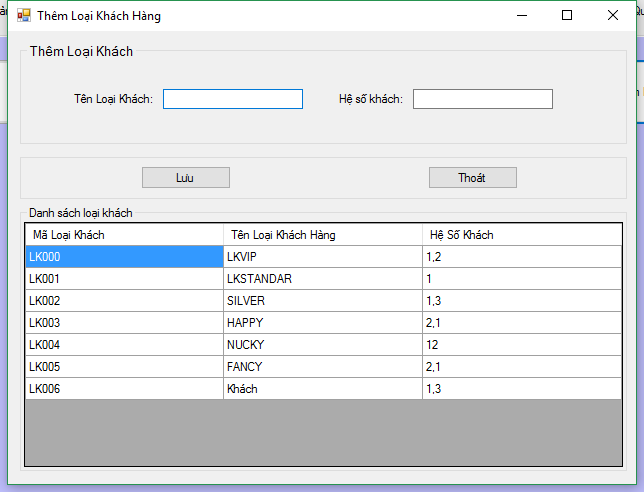 Thêm Loại Khách Hàng
Thêm Loại Khách
Tên Loại Khách: Hệ số khách:
Lưu Thoát
Danh sách loại khách
Mã Loại Khách Tên Loại Khách Hàng Hệ Số Khách
LK000 LKVIP 1,2
LK001 LKSTANDAR 1
LK002 SILVER 1,3
LK003 HAPPY 2,1
LK004 NUCKY 12
LK005 FANCY 2,1
LK006 Khách 1,3